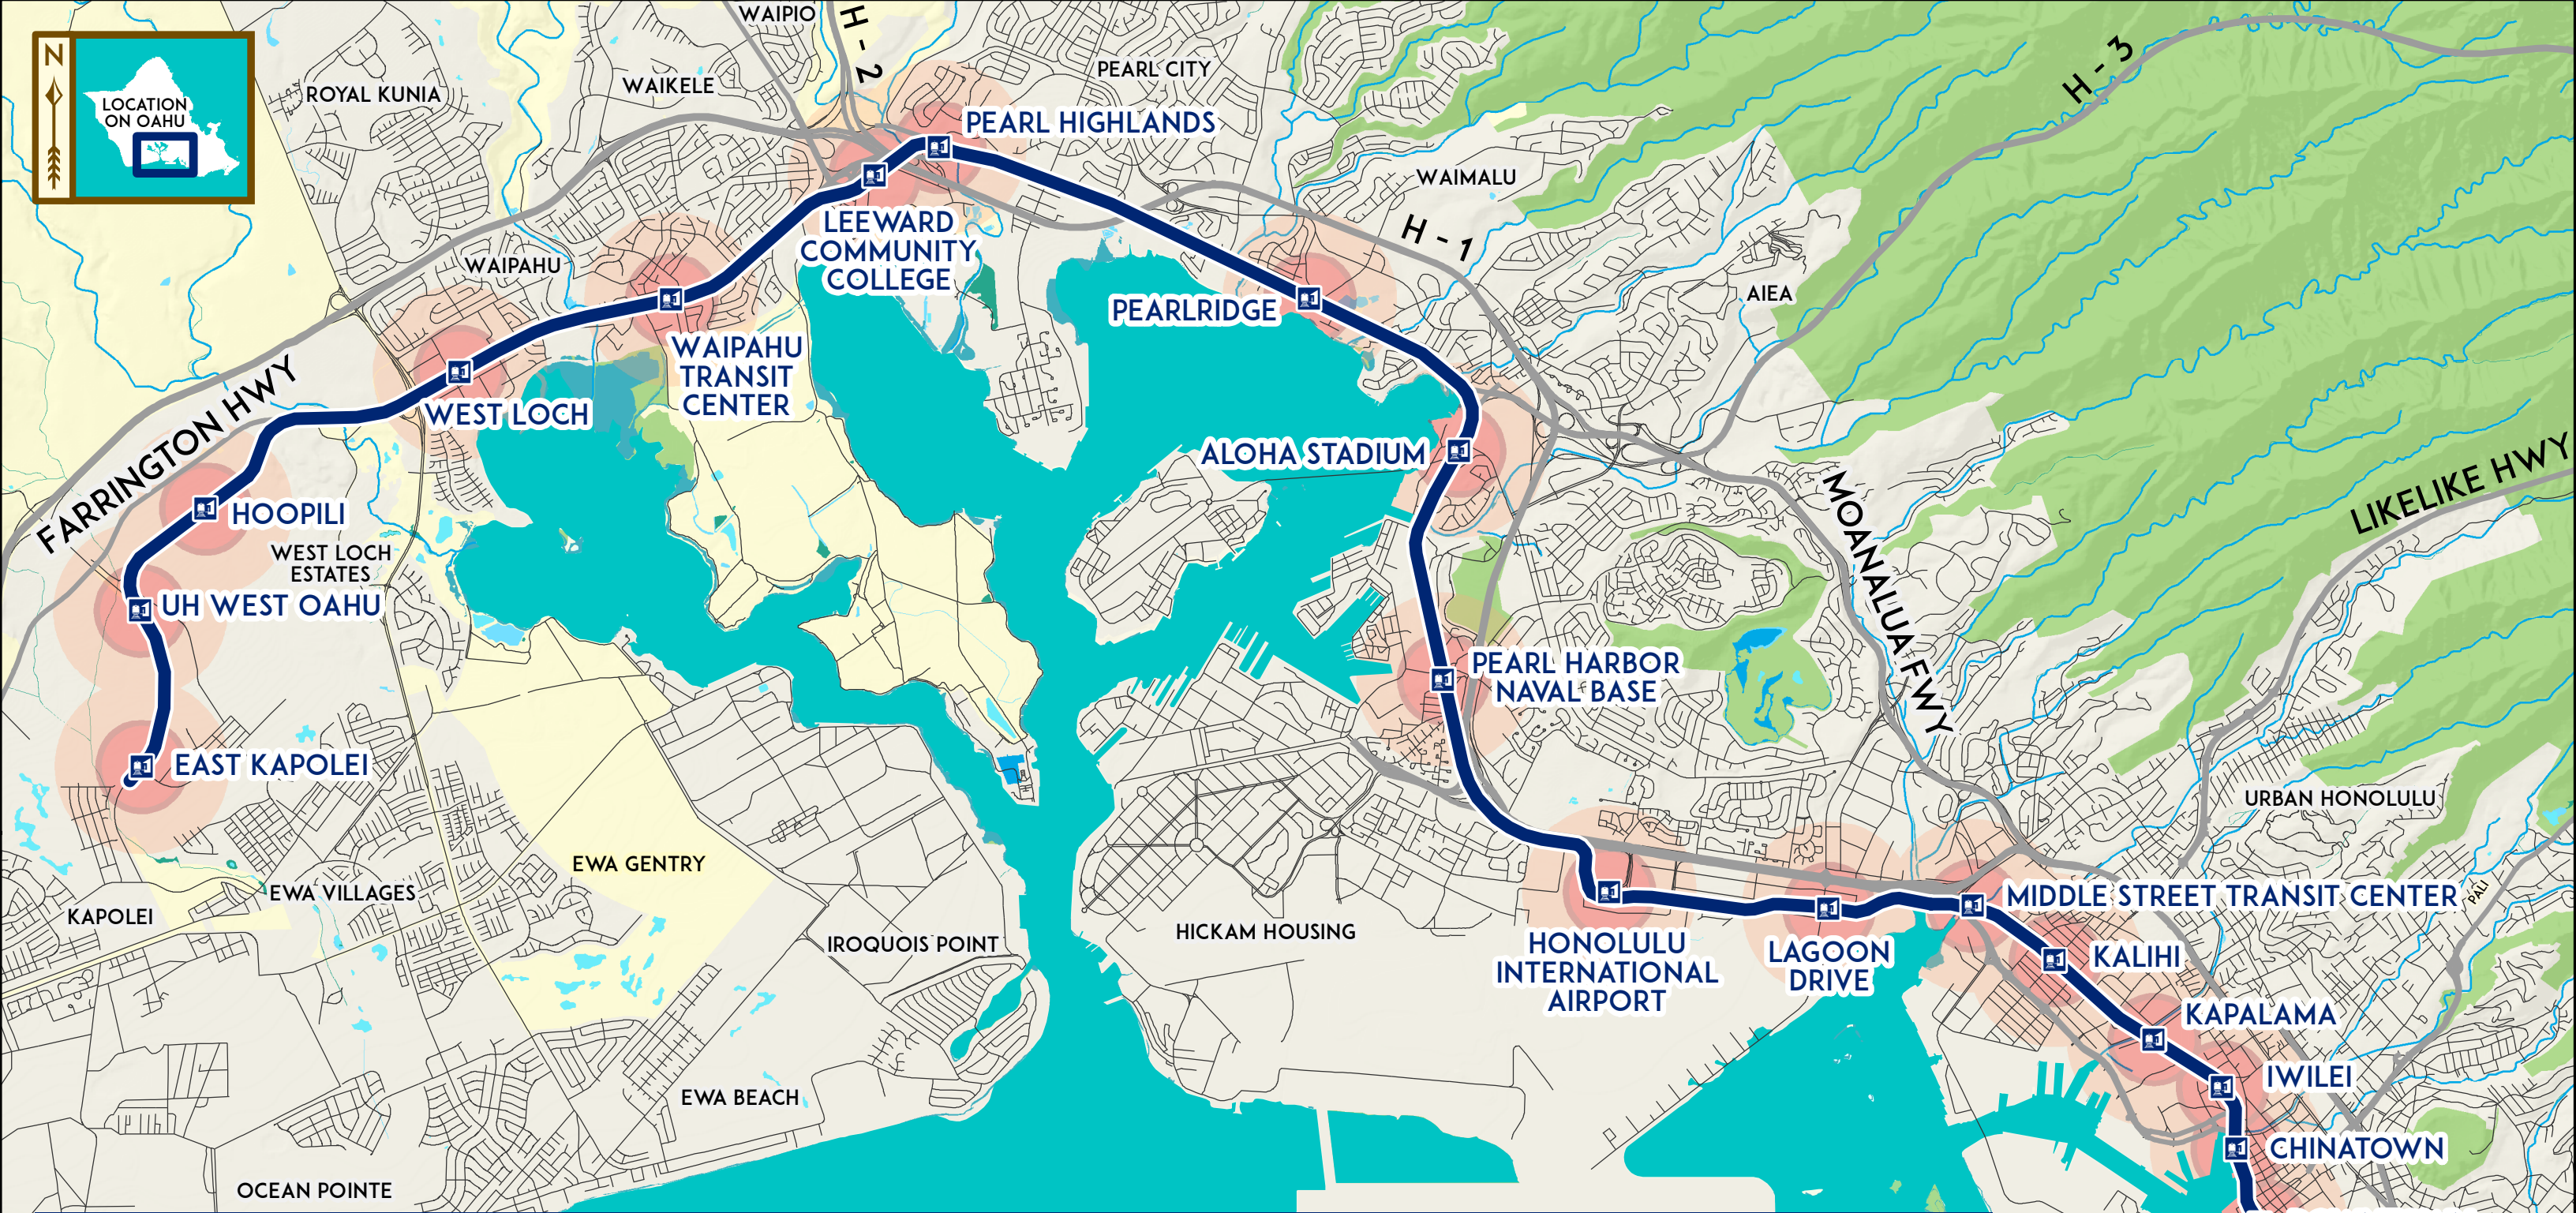 N
LOCATION
ON OAHU
WAIPIO
H - 2
ROYAL KUNIA
WAIKELE
PEARL CITY
H - 3
PEARL HIGHLANDS
WAIMALU
LEEWARD
COMMUNITY
COLLEGE
H - 1
WAIPAHU
AIEA
PEARLRIDGE
WAIPAHU
TRANSIT
CENTER
WEST LOCH
FARRINGTON HWY
ALOHA STADIUM
LIKELIKE HWY
HOOPILI
MOANALUA FWY
WEST LOCH
ESTATES
UH WEST OAHU
PEARL HARBOR
NAVAL BASE
EAST KAPOLEI
URBAN HONOLULU
EWA GENTRY
EWA VILLAGES
PALI
MIDDLE STREET TRANSIT CENTER
KAPOLEI
HICKAM HOUSING
IROQUOIS POINT
HONOLULU
INTERNATIONAL
AIRPORT
LAGOON
DRIVE
KALIHI
KAPALAMA
IWILEI
EWA BEACH
CHINATOWN
OCEAN POINTE